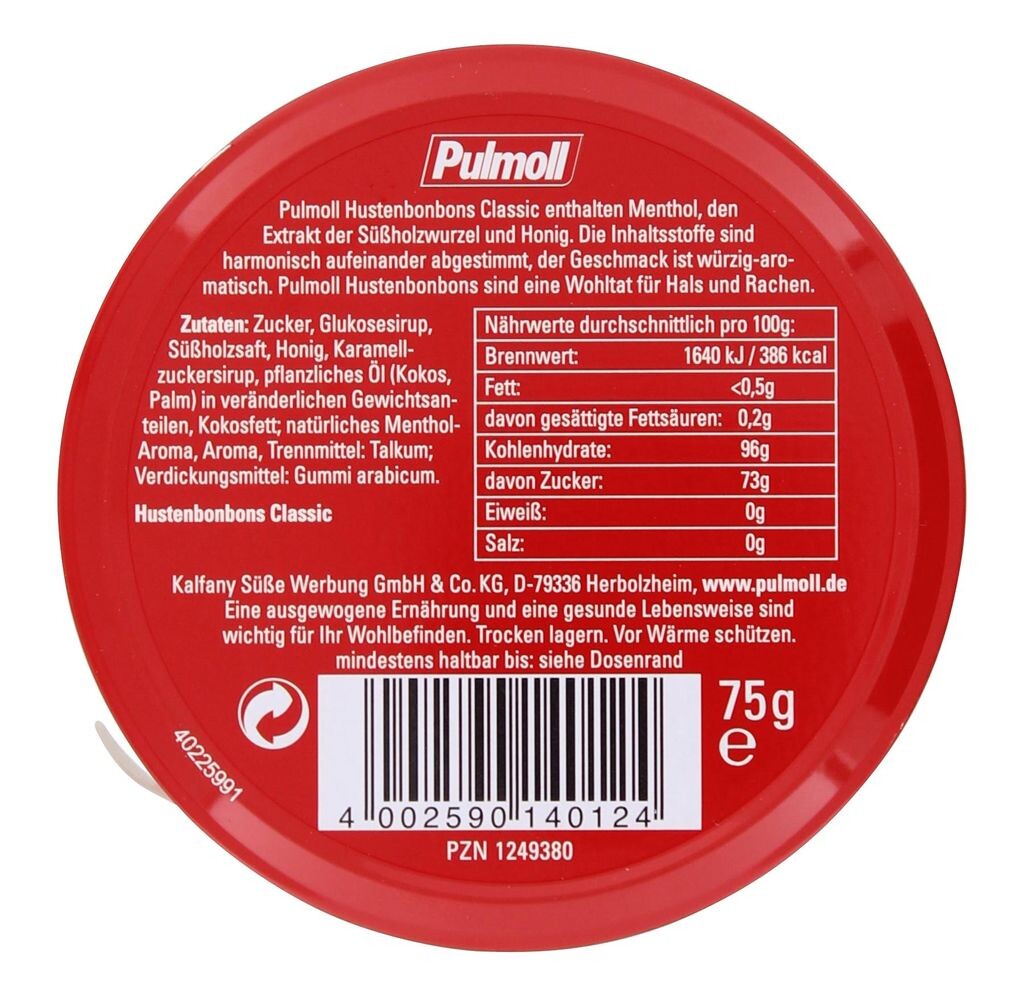 Pulmoll
Pulmoll Hustenbonbons Classic enthalten Menthol, den
Extrakt der Süßholzwurzel und Honig. Die Inhaltsstoffe sind
harmonisch aufeinander abgestimmt, der Geschmack ist würzig-aro-
matisch. Pulmoll Hustenbonbons sind eine Wohltat für Hals und Rachen.
Zutaten: Zucker, Glukosesirup,
Süßholzsaft, Honig, Karamell-
zuckersirup, pflanzliches Öl (Kokos,
Palm) in veränderlichen Gewichtsan-
teilen, Kokosfett; natürliches Menthol-
Aroma, Aroma, Trennmittel: Talkum;
Verdickungsmittel: Gummi arabicum.
Hustenbonbons Classic
Nährwerte durchschnittlich pro 100g:
Brennwert: 1640 kJ / 386 kcal
Fett: <0,5g
davon gesättigte Fettsäuren: 0,2g
Kohlenhydrate: 96g
davon Zucker: 73g
Eiweiß: 0g
Salz: 0g
Kalfany Süße Werbung GmbH & Co. KG, D-79336 Herbolzheim, www.pulmoll.de
Eine ausgewogene Ernährung und eine gesunde Lebensweise sind
wichtig für Ihr Wohlbefinden. Trocken lagern. Vor Wärme schützen.
mindestens haltbar bis: siehe Dosenrand
40225991
4 002590 140124
75g
e
PZN 1249380